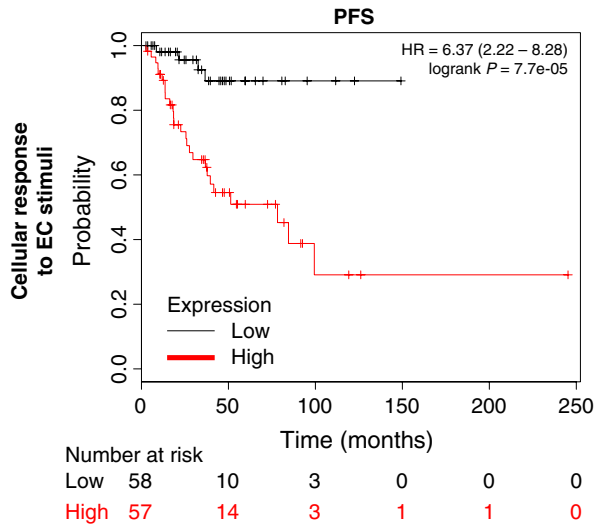 PFS
HR = 6.37 (2.22 – 8.28)
logrank P = 7.7e-05
Cellular response
to EC stimuli
Probability
1.0
0.8
0.6
0.4
0.2
0.0
Expression
Low
High
0 50 100 150 200 250
Time (months)
Number at risk
Low 58 10 3 0 0 0
High 57 14 3 1 1 0